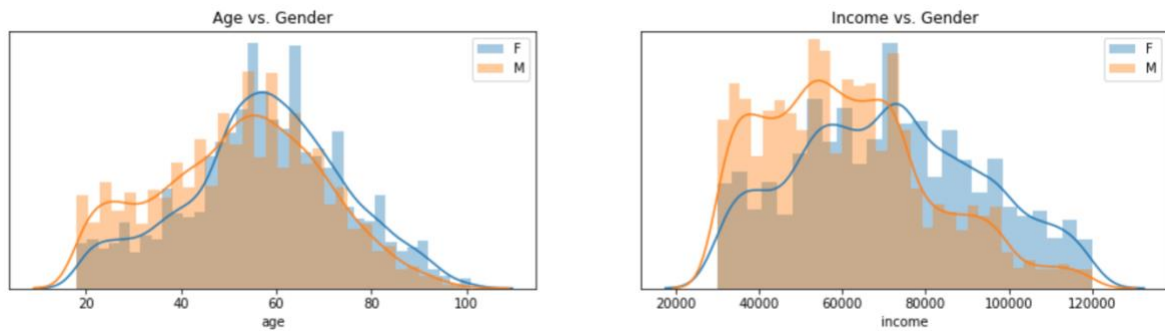 Age vs. Gender
F
M
20
40
60
80
100
age
Income vs. Gender
F
M
20000
40000
60000
80000
100000
120000
income